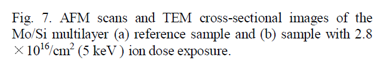 Fig. 7. AFM scans and TEM cross-sectional images of the
Mo/Si multilayer (a) reference sample and (b) sample with 2.8
× 10¹⁶/cm² (5 keV ) ion dose exposure.